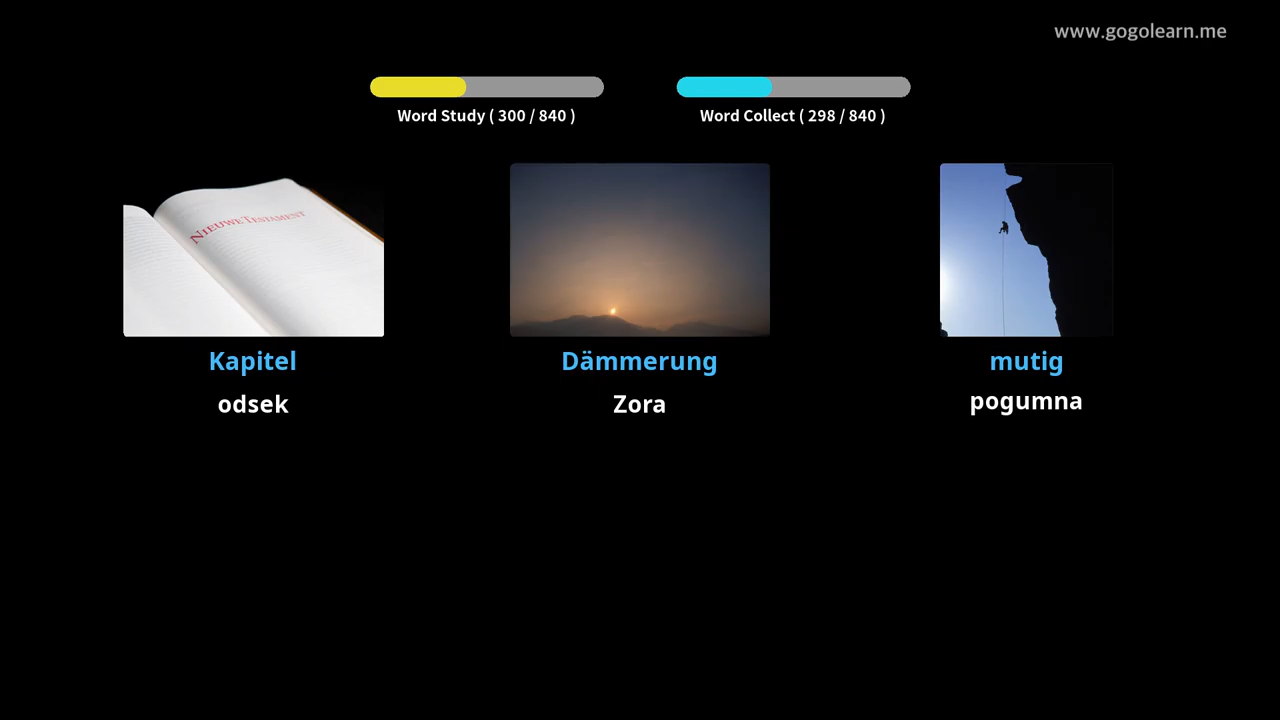 www.gogolearn.me
Word Study ( 300 / 840 )
Word Collect ( 298 / 840 )
NIEUWE TESTAMENT
Kapitel
Dämmerung
mutig
odsek
Zora
pogumna